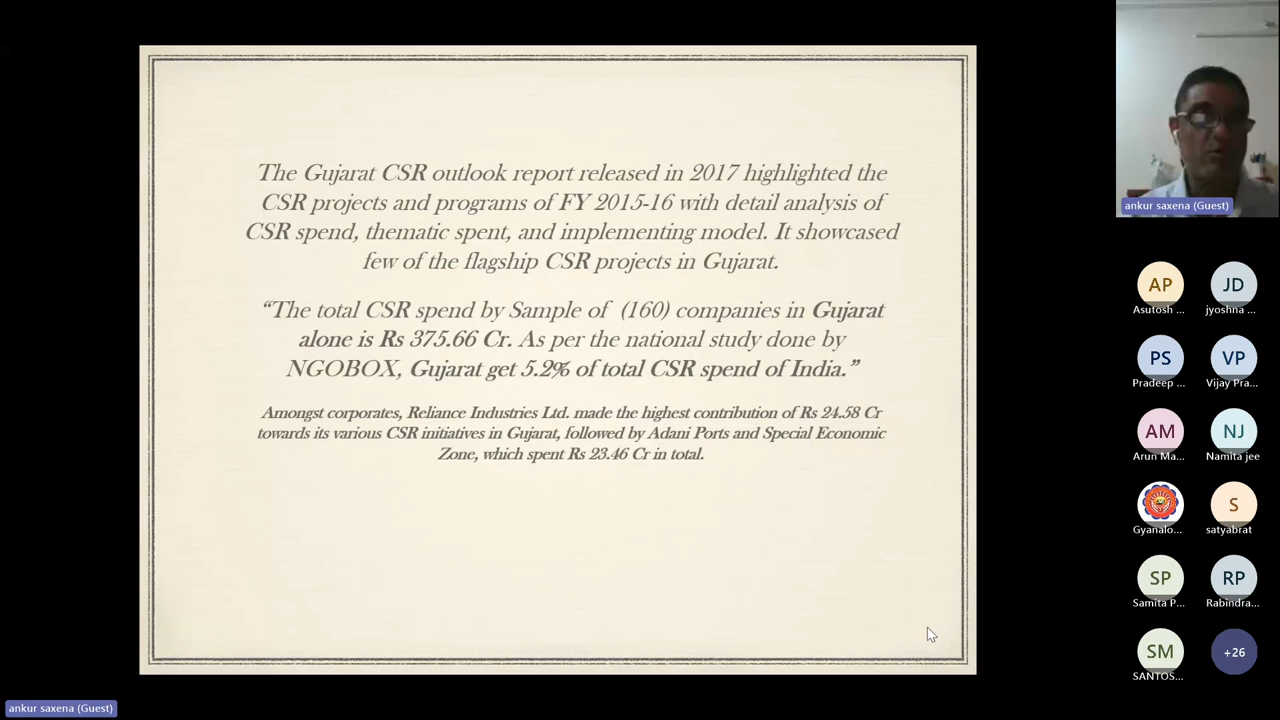 The Gujarat CSR outlook report released in 2017 highlighted the
CSR projects and programs of FY 2015-16 with detail analysis of
CSR spend, thematic spent, and implementing model. It showcased
few of the flagship CSR projects in Gujarat.
“The total CSR spend by Sample of (160) companies in Gujarat
alone is Rs 375.66 Cr. As per the national study done by
NGOBOX, Gujarat get 5.2% of total CSR spend of India.”
Amongst corporates, Reliance Industries Ltd. made the highest contribution of Rs 24.58 Cr
towards its various CSR initiatives in Gujarat, followed by Adani Ports and Special Economic
Zone, which spent Rs 23.46 Cr in total.
ankur saxena (Guest)
AP JD
Asutosh ... jyoshna ...
PS VP
Pradeep ... Vijay Pra...
AM NJ
Arun Ma... Namita jee
S
Gyanalo... satyabrat
SP RP
Samita P... Rabindra...
SM +26
SANTOS...
ankur saxena (Guest)